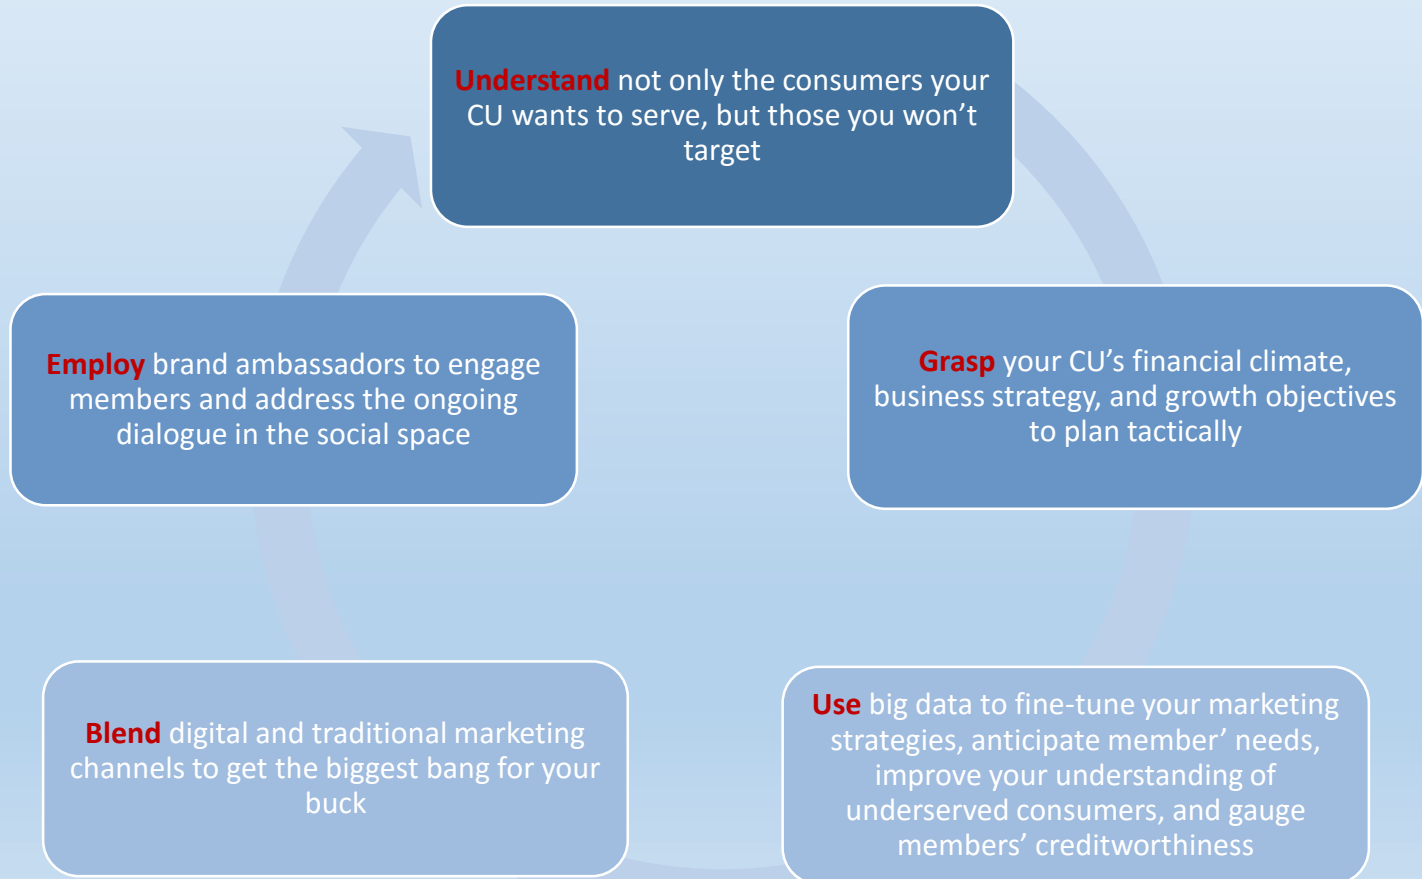 Understand not only the consumers your
CU wants to serve, but those you won’t
target
Grasp your CU’s financial climate,
business strategy, and growth objectives
to plan tactically
Use big data to fine-tune your marketing
strategies, anticipate member’ needs,
improve your understanding of
underserved consumers, and gauge
members’ creditworthiness
Blend digital and traditional marketing
channels to get the biggest bang for your
buck
Employ brand ambassadors to engage
members and address the ongoing
dialogue in the social space